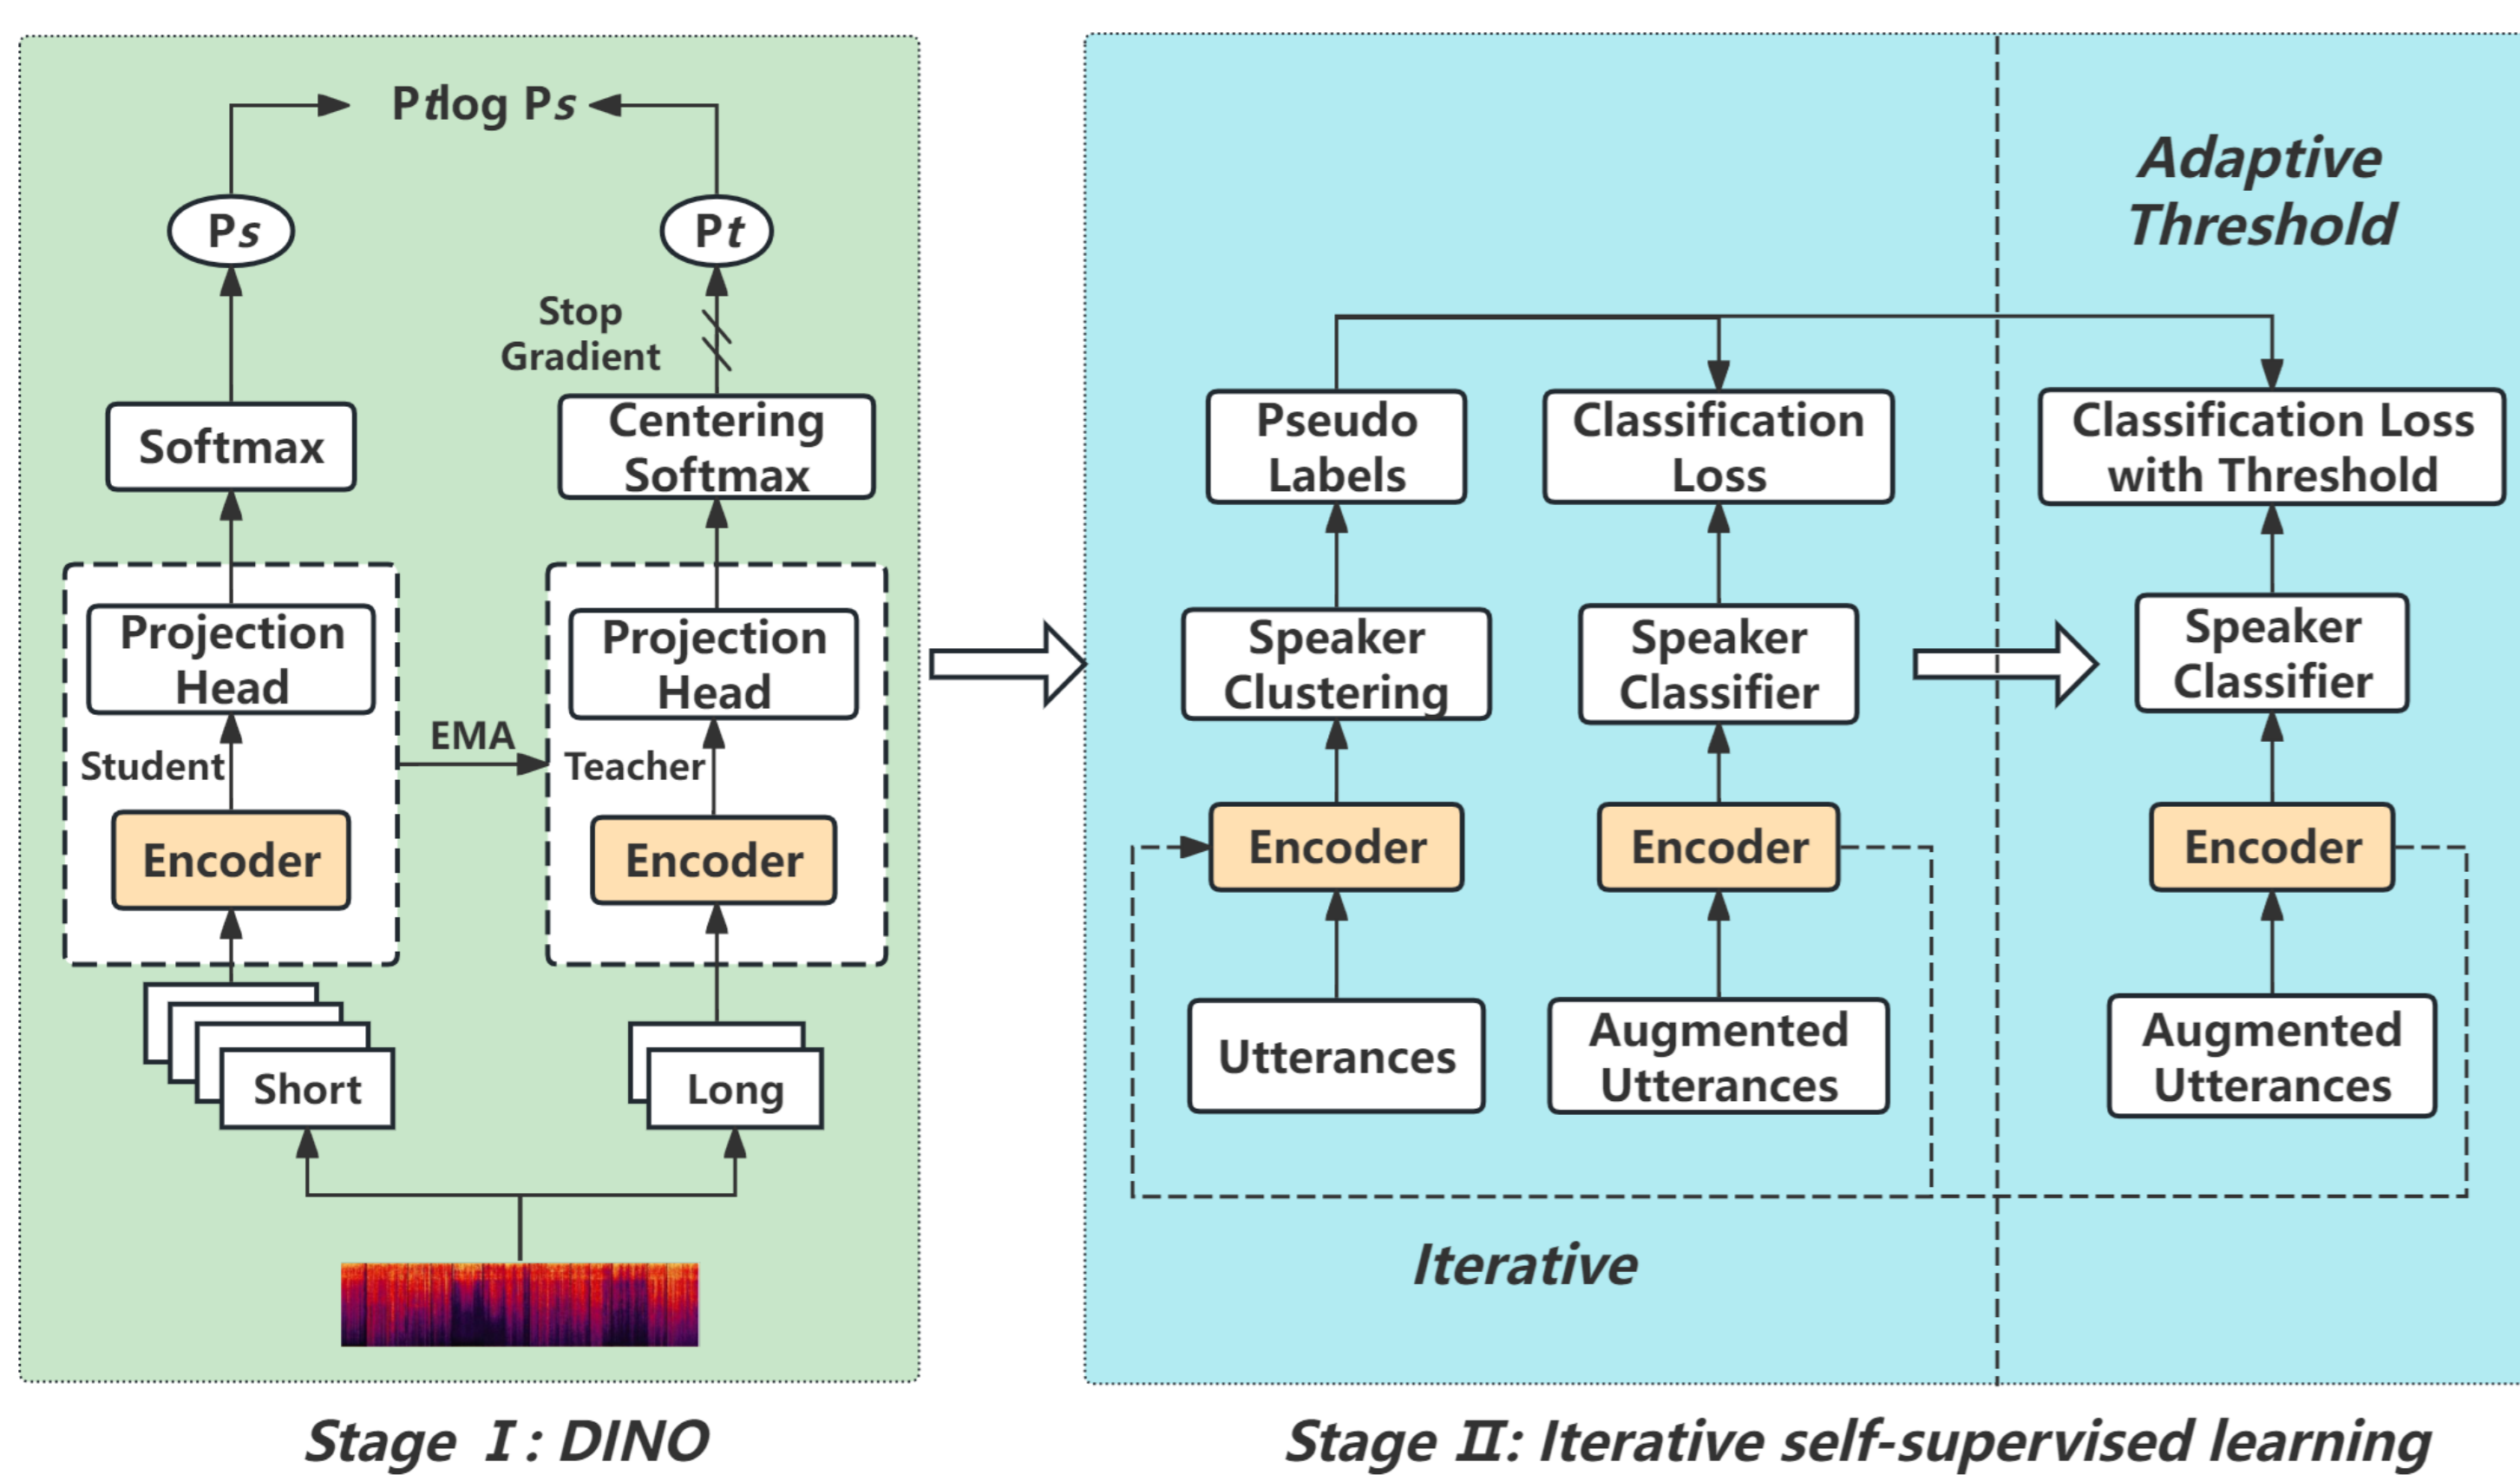 Ptlog Ps
Ps
Pt
Stop
Gradient
Softmax
Centering
Softmax
Projection
Head
Projection
Head
Student
EMA
Teacher
Encoder
Encoder
Short
Long
Stage I: DINO
Adaptive
Threshold
Pseudo
Labels
Classification
Loss
Classification Loss
with Threshold
Speaker
Clustering
Speaker
Classifier
Speaker
Classifier
Encoder
Encoder
Encoder
Utterances
Augmented
Utterances
Augmented
Utterances
Iterative
Stage II: Iterative self-supervised learning